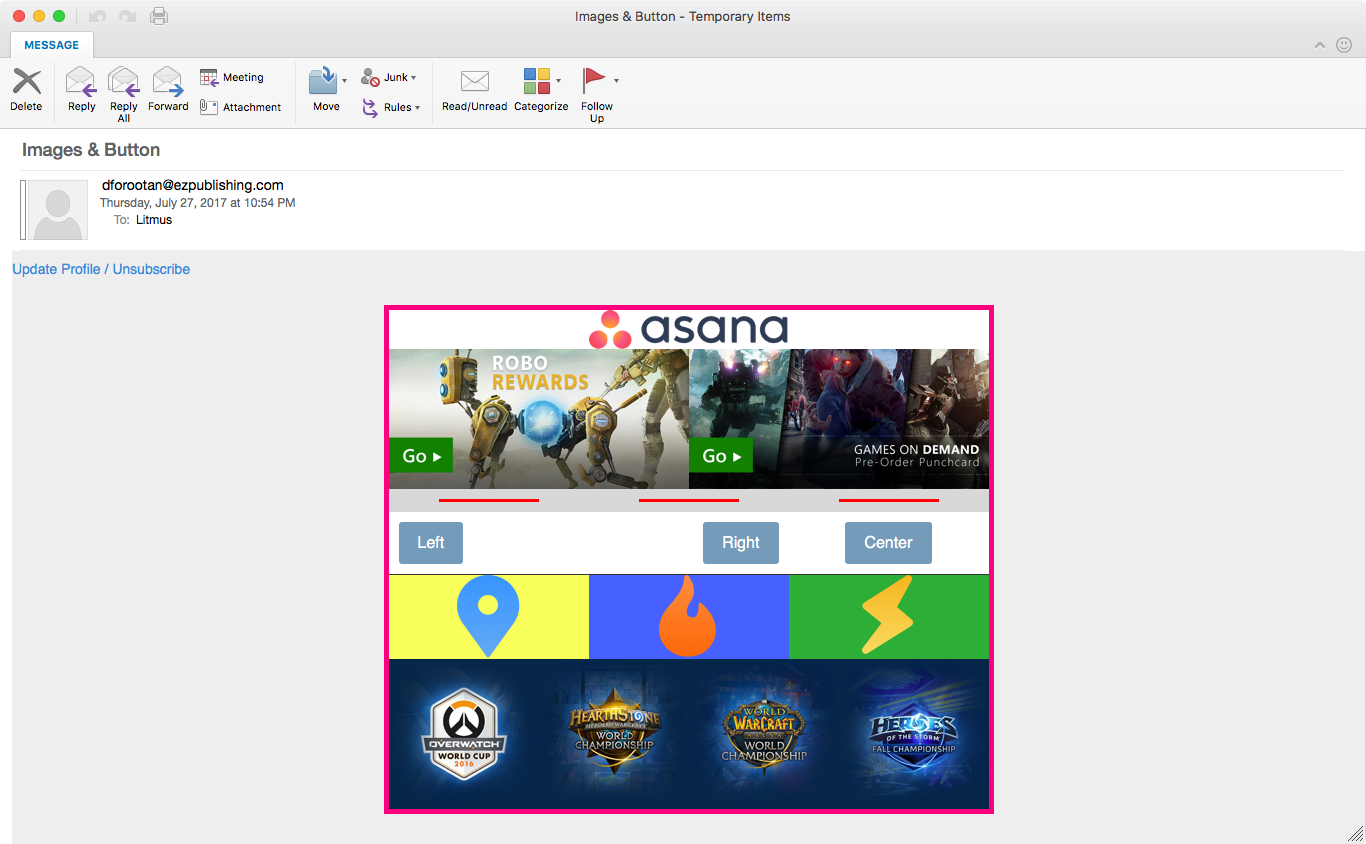 Images & Button - Temporary Items
MESSAGE
Delete
Reply
Reply All
Forward
Meeting
Attachment
Move
Junk
Rules
Read/Unread
Categorize
Follow Up
Images & Button
dforootan@ezpublishing.com
Thursday, July 27, 2017 at 10:54 PM
To: Litmus
Update Profile / Unsubscribe
asana
ROBO
REWARDS
Go
Go
GAMES ON DEMAND
Pre-Order Punchcard
Left
Right
Center
OVERWATCH
WORLD CUP
2016
HEARTHSTONE
HEROES OF WARCRAFT
WORLD
CHAMPIONSHIP
WORLD
WARCRAFT
WORLD
CHAMPIONSHIP
HEROES
OF THE STORM
FALL CHAMPIONSHIP